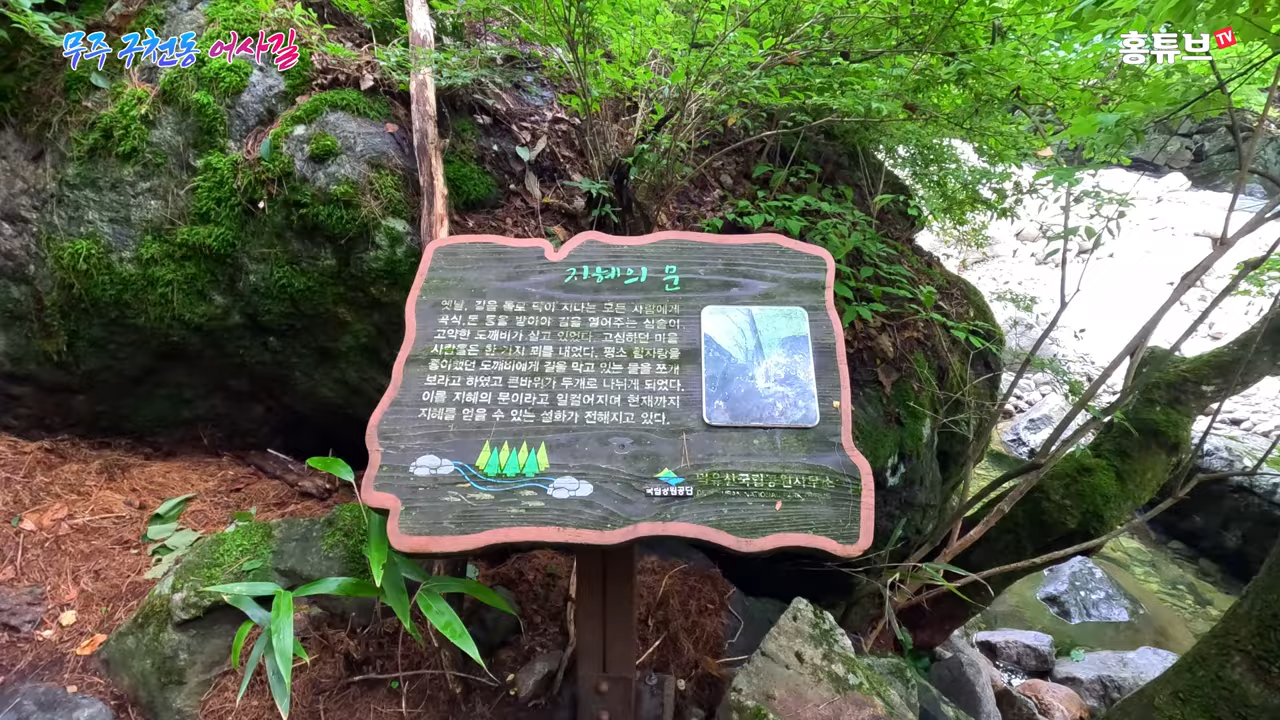 무주 구천동 어사길
홍튜브TV
지혜의 문
옛날, 길을 막고 지나는 모든 사람에게
곡식,돈 등을 받아야 길을 열어주는 심술이
고약한 도깨비가 살고 있었다. 고심하던 마을
사람들은 한가지 꾀를 내었다. 평소 힘자랑을
좋아했던 도깨비에게 길을 막고 있는 돌을 쪼개
보라고 하였고 큰바위가 두개로 나뉘게 되었다.
이를 지혜의 문이라고 일컬어지며 현재까지
지혜를 얻을 수 있는 설화가 전해지고 있다.
국립공원공단
덕유산국립공원사무소